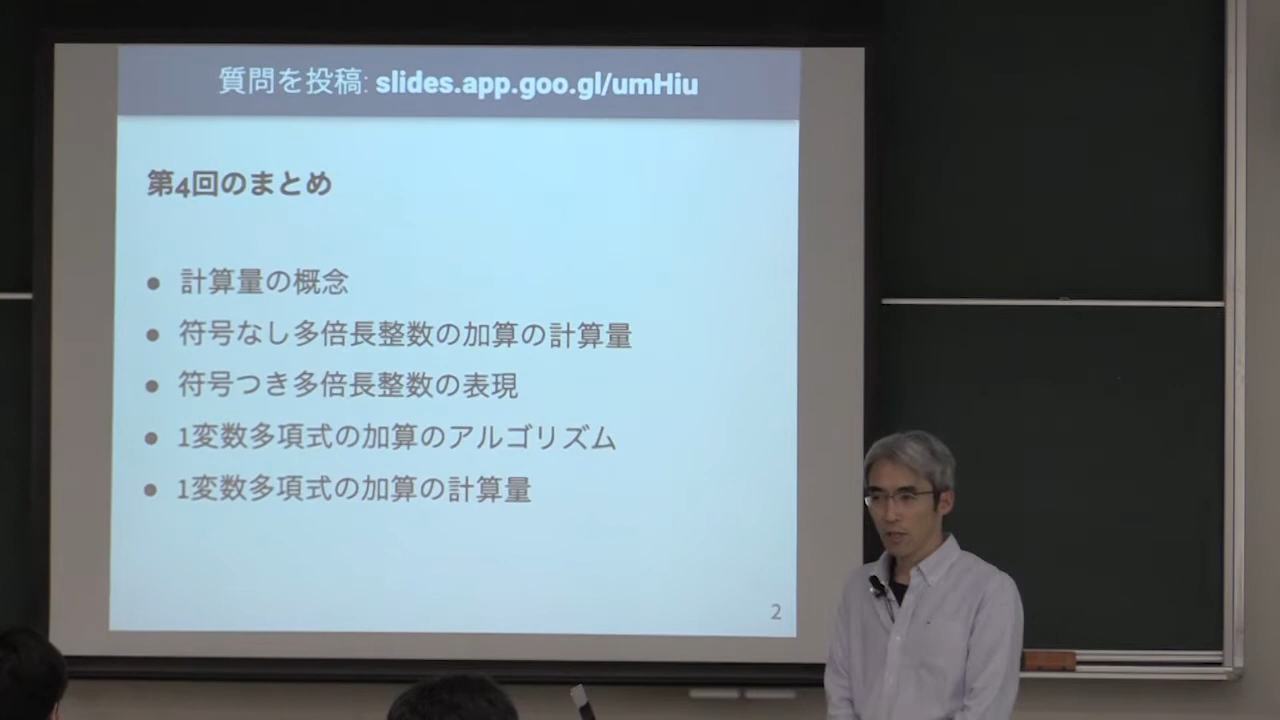 質問を投稿: slides.app.goo.gl/umHiu
第4回のまとめ
● 計算量の概念
● 符号なし多倍長整数の加算の計算量
● 符号つき多倍長整数の表現
● 1変数多項式の加算のアルゴリズム
● 1変数多項式の加算の計算量
2